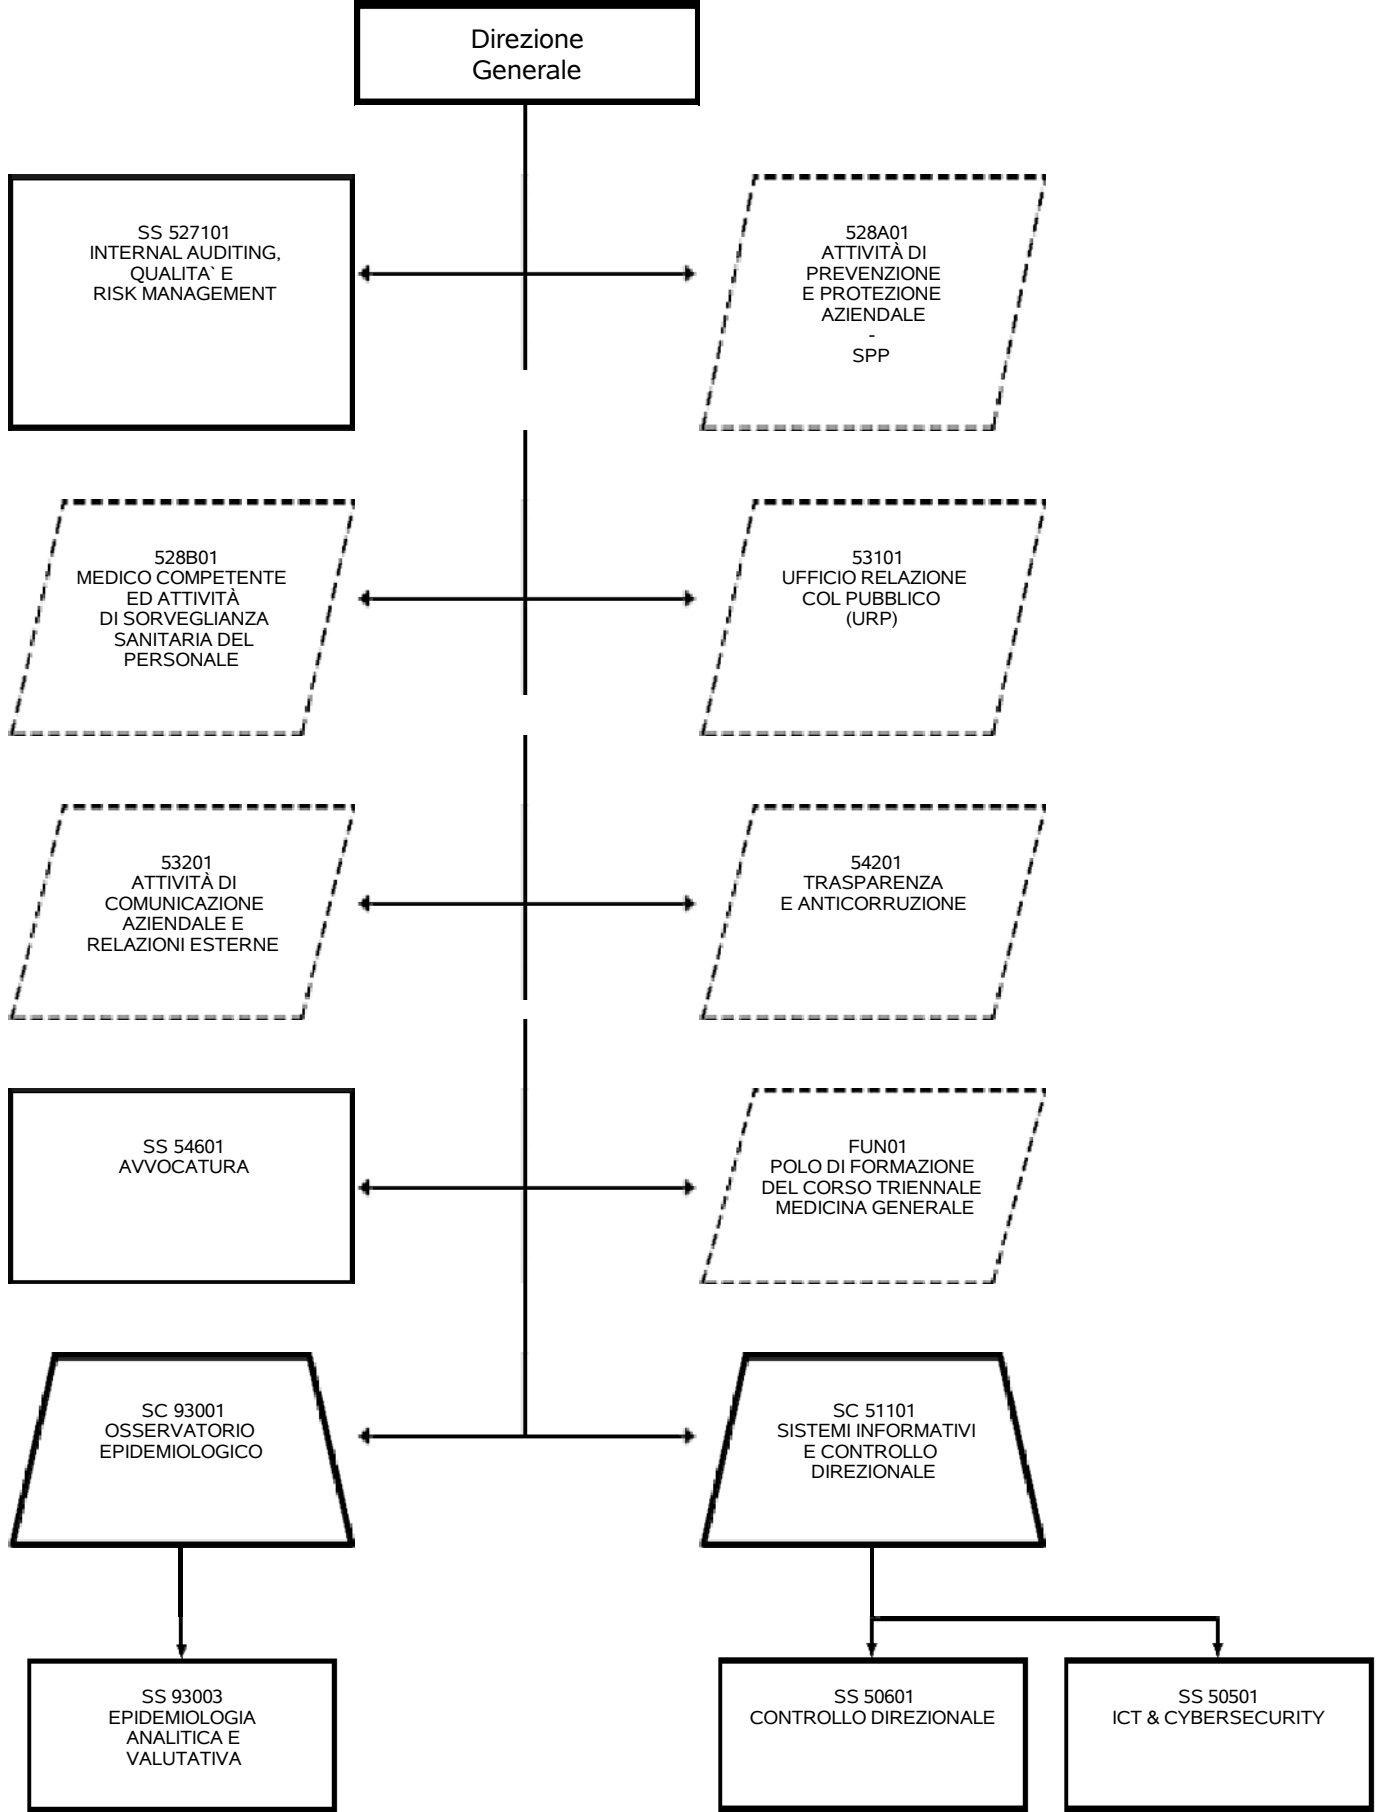 Direzione
Generale
SS 527101
INTERNAL AUDITING,
QUALITA` E
RISK MANAGEMENT
528A01
ATTIVITÀ DI
PREVENZIONE
E PROTEZIONE
AZIENDALE
-
SPP
528B01
MEDICO COMPETENTE
ED ATTIVITÀ
DI SORVEGLIANZA
SANITARIA DEL
PERSONALE
53101
UFFICIO RELAZIONE
COL PUBBLICO
(URP)
53201
ATTIVITÀ DI
COMUNICAZIONE
AZIENDALE E
RELAZIONI ESTERNE
54201
TRASPARENZA
E ANTICORRUZIONE
SS 54601
AVVOCATURA
FUN01
POLO DI FORMAZIONE
DEL CORSO TRIENNALE
MEDICINA GENERALE
SC 93001
OSSERVATORIO
EPIDEMIOLOGICO
SC 51101
SISTEMI INFORMATIVI
E CONTROLLO
DIREZIONALE
SS 93003
EPIDEMIOLOGIA
ANALITICA E
VALUTATIVA
SS 50601
CONTROLLO DIREZIONALE
SS 50501
ICT & CYBERSECURITY